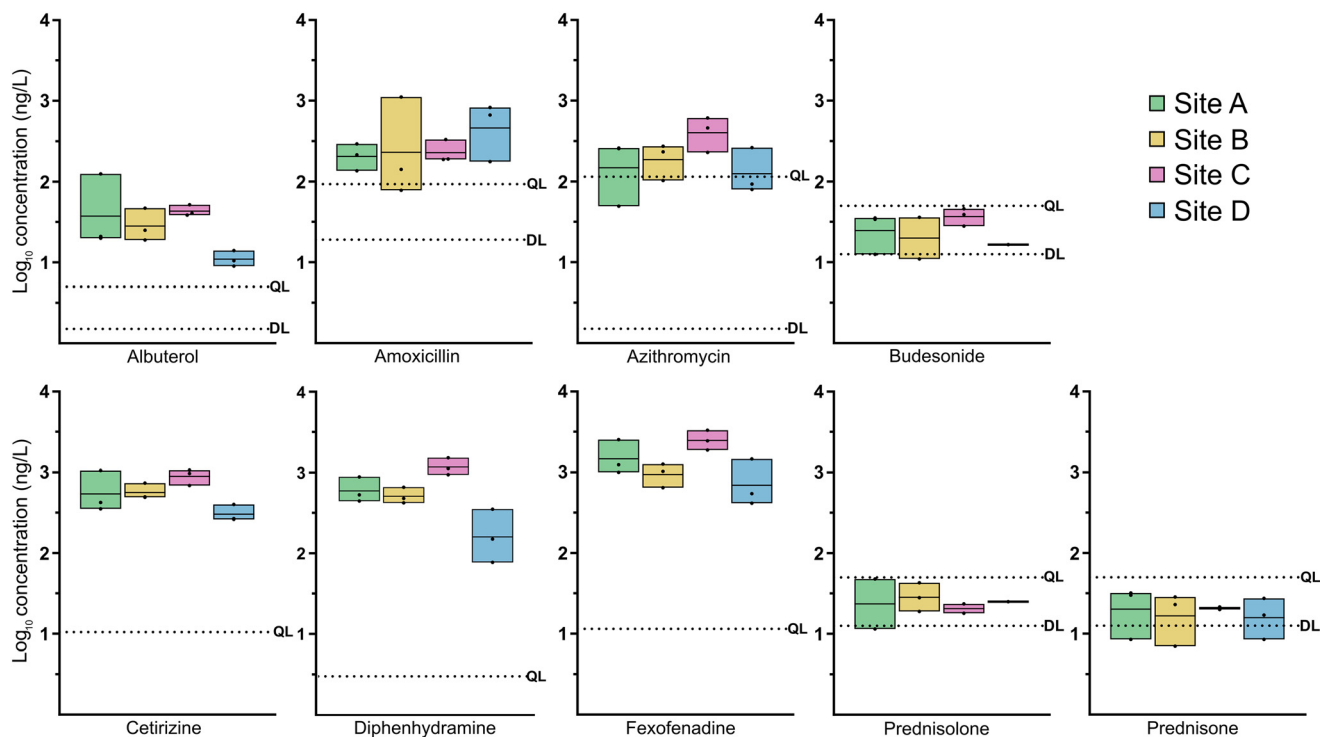 Log₁₀ concentration (ng/L)
4
3
2
1
QL
DL
Albuterol
4
3
2
1
QL
DL
Amoxicillin
4
3
2
1
QL
DL
Azithromycin
4
3
2
1
QL
DL
Budesonide
Site A
Site B
Site C
Site D
Log₁₀ concentration (ng/L)
4
3
2
1
QL
Cetirizine
4
3
2
1
QL
Diphenhydramine
4
3
2
1
QL
Fexofenadine
4
3
2
1
QL
DL
Prednisolone
4
3
2
1
QL
DL
Prednisone